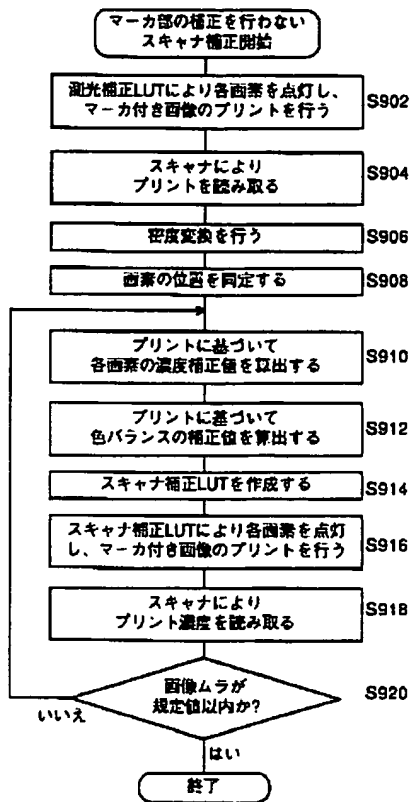 マーカ部の補正を行わない
スキャナ補正開始
測光補正LUTにより各画素を点灯し、
マーカ付き画像のプリントを行う
S902
スキャナにより
プリントを読み取る
S904
密度変換を行う
S906
画素の位置を同定する
S908
プリントに基づいて
各画素の濃度補正値を算出する
S910
プリントに基づいて
色バランスの補正値を算出する
S912
スキャナ補正LUTを作成する
S914
スキャナ補正LUTにより各画素を点灯
し、マーカ付き画像のプリントを行う
S916
スキャナにより
プリント濃度を読み取る
S918
画像ムラが
規定値以内か?
S920
いいえ
はい
終了